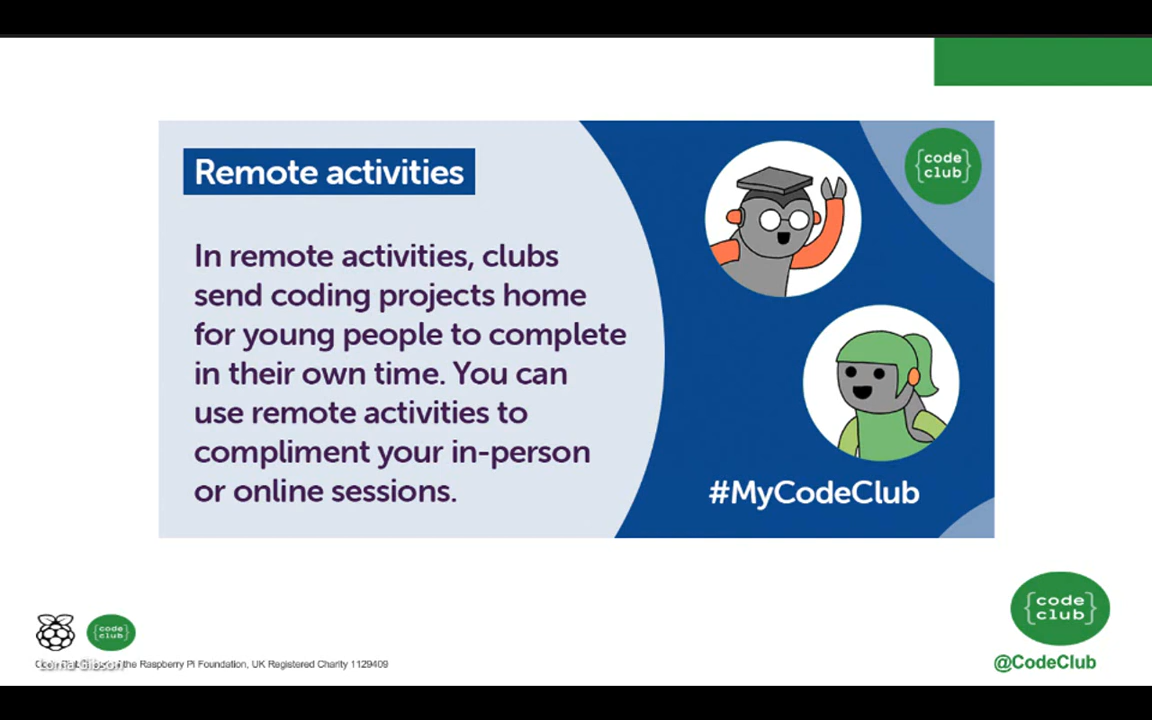 Remote activities
{code
club}
In remote activities, clubs
send coding projects home
for young people to complete
in their own time. You can
use remote activities to
compliment your in-person
or online sessions.
#MyCodeClub
{code
club}
{code
club}
the Raspberry Pi Foundation, UK Registered Charity 1129409
@CodeClub